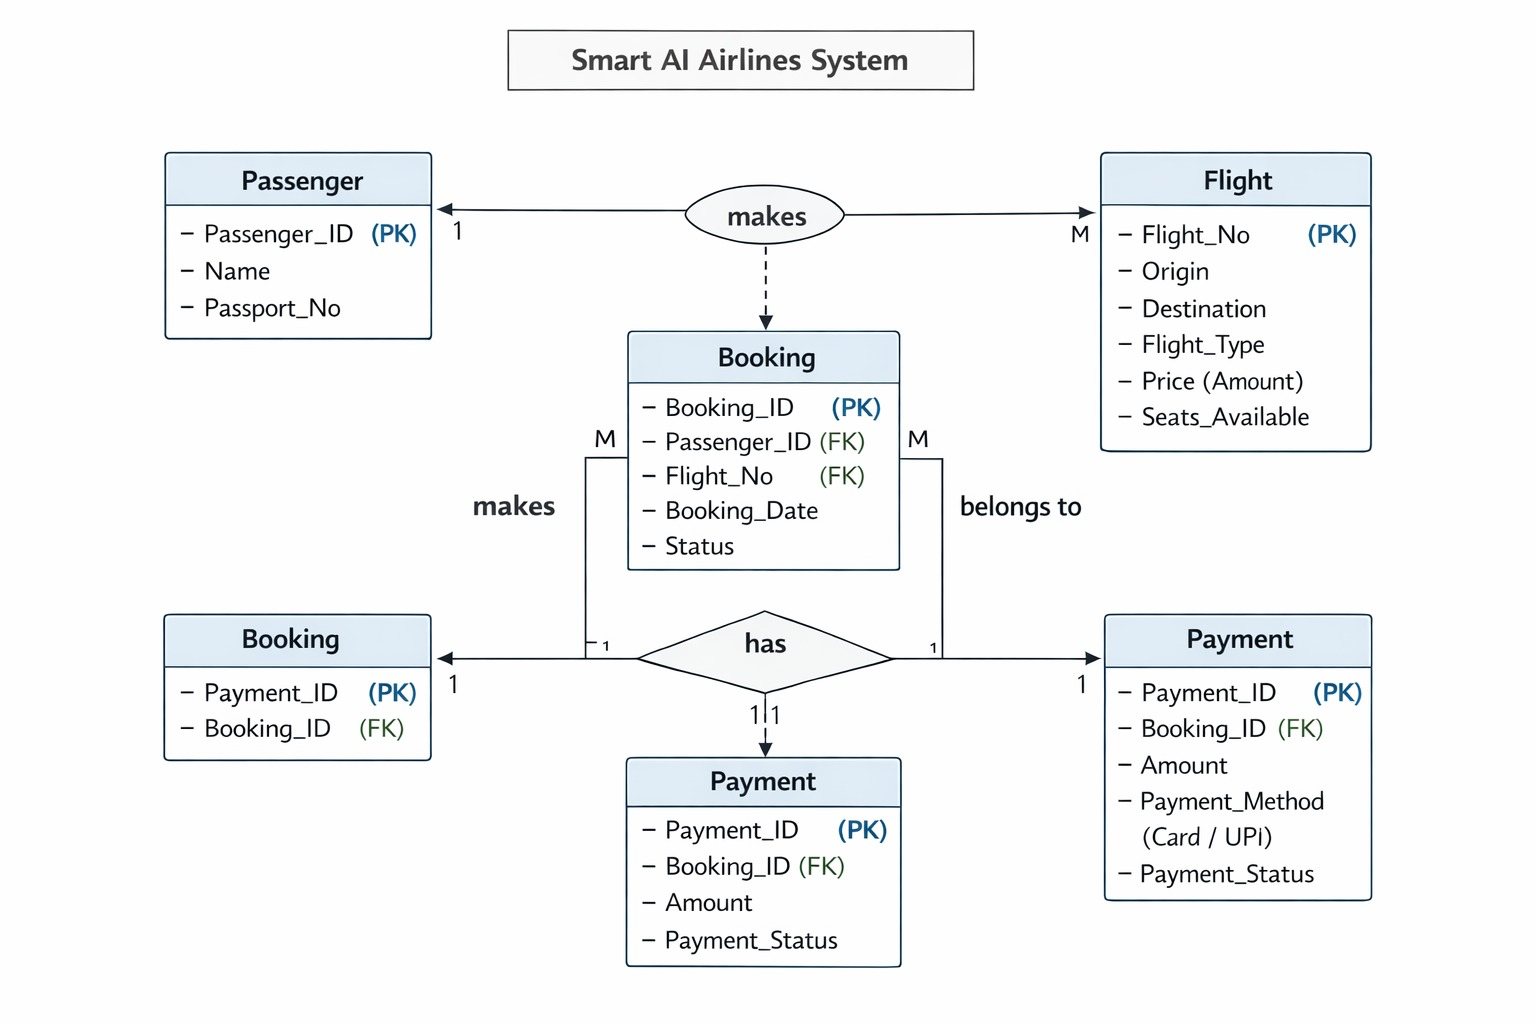 Smart AI Airlines System
Passenger
– Passenger_ID (PK)
– Name
– Passport_No
1
makes
M
Flight
– Flight_No (PK)
– Origin
– Destination
– Flight_Type
– Price (Amount)
– Seats_Available
Booking
– Booking_ID (PK)
– Passenger_ID (FK)
– Flight_No (FK)
– Booking_Date
– Status
M
M
makes
belongs to
Booking
– Payment_ID (PK)
– Booking_ID (FK)
1
1
has
1
1
1 1
Payment
– Payment_ID (PK)
– Booking_ID (FK)
– Amount
– Payment_Status
Payment
– Payment_ID (PK)
– Booking_ID (FK)
– Amount
– Payment_Method
(Card / UPI)
– Payment_Status